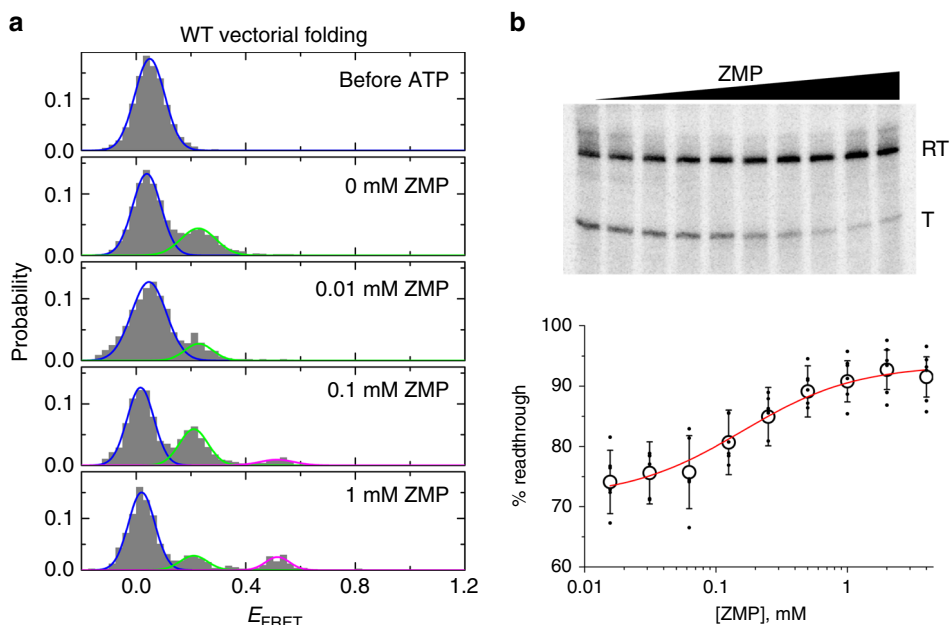 a
WT vectorial folding
Before ATP
0.1
0.0
0 mM ZMP
0.1
0.0
0.01 mM ZMP
0.1
0.0
0.1 mM ZMP
0.1
0.0
1 mM ZMP
0.1
0.0
Probability
0.0 0.4 0.8 1.2
E_FRET
b
ZMP
RT
T
100
90
80
70
60
% readthrough
0.01 0.1 1
[ZMP], mM